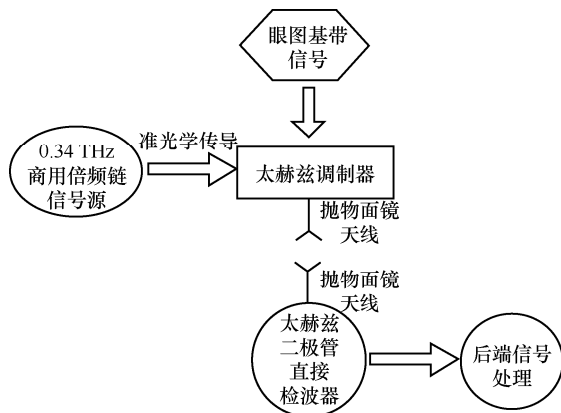 眼图基带
信号
准光学传导
0.34 THz
商用倍频链
信号源
太赫兹调制器
抛物面镜
天线
抛物面镜
天线
太赫兹
二极管
直接
检波器
后端信号
处理